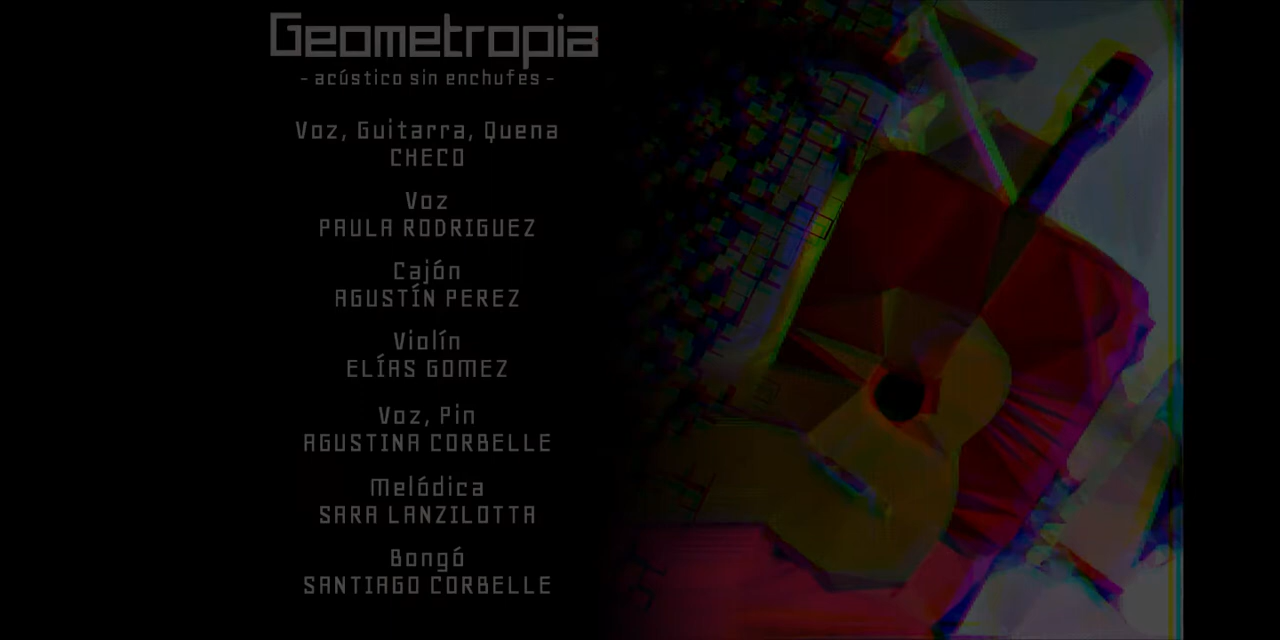 Geometropia
- acústico sin enchufes -
Voz, Guitarra, Quena
CHECO
Voz
PAULA RODRIGUEZ
Cajón
AGUSTÍN PEREZ
Violín
ELÍAS GOMEZ
Voz, Pin
AGUSTINA CORBELLE
Melódica
SARA LANZILOTTA
Bongó
SANTIAGO CORBELLE